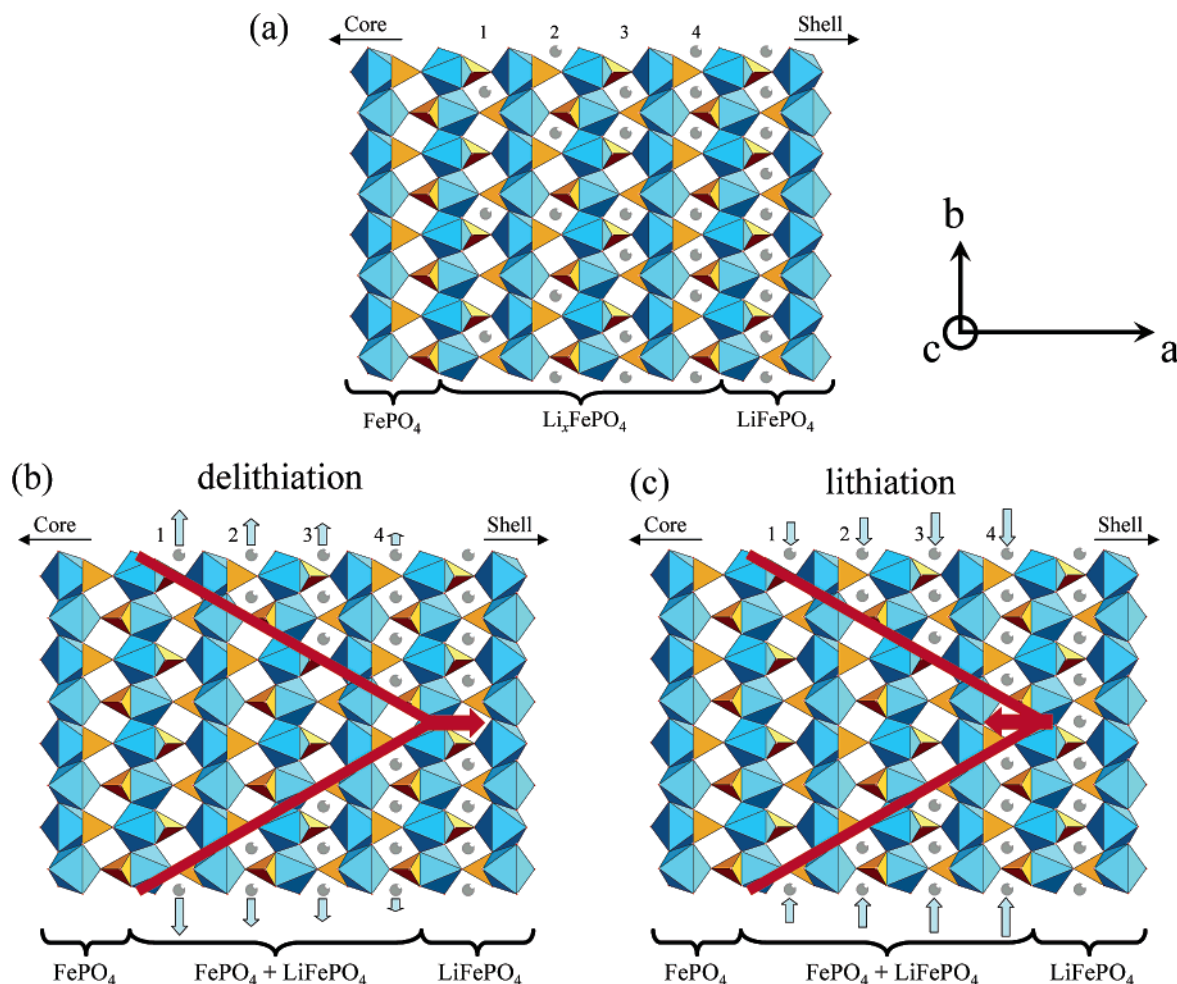 (a)
Core 1 2 3 4 Shell
FePO₄ LiₓFePO₄ LiFePO₄
b
c a
(b) delithiation
Core 1 2 3 4 Shell
FePO₄ FePO₄ + LiFePO₄ LiFePO₄
(c) lithiation
Core 1 2 3 4 Shell
FePO₄ FePO₄ + LiFePO₄ LiFePO₄